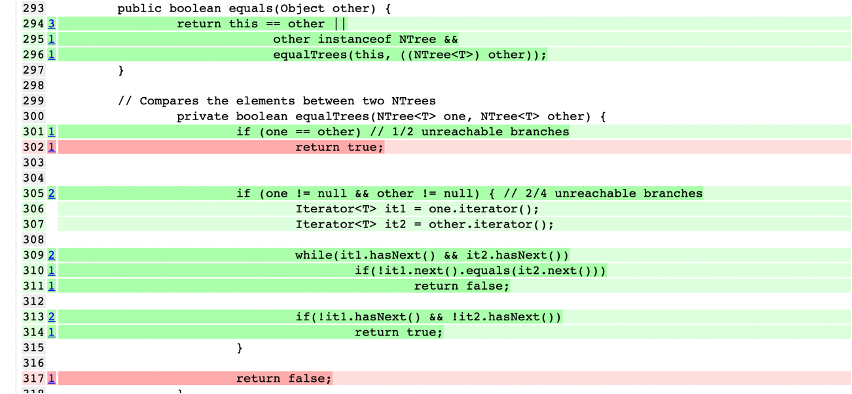 293 public boolean equals(Object other) {
294 3 return this == other ||
295 1 other instanceof NTree &&
296 1 equalTrees(this, ((NTree<T>) other));
297 }
298
299 // Compares the elements between two NTrees
300 private boolean equalTrees(NTree<T> one, NTree<T> other) {
301 1 if (one == other) // 1/2 unreachable branches
302 1 return true;
303
304
305 2 if (one != null && other != null) { // 2/4 unreachable branches
306 Iterator<T> it1 = one.iterator();
307 Iterator<T> it2 = other.iterator();
308
309 2 while(it1.hasNext() && it2.hasNext())
310 1 if(!it1.next().equals(it2.next()))
311 1 return false;
312
313 2 if(!it1.hasNext() && !it2.hasNext())
314 1 return true;
315 }
316
317 1 return false;